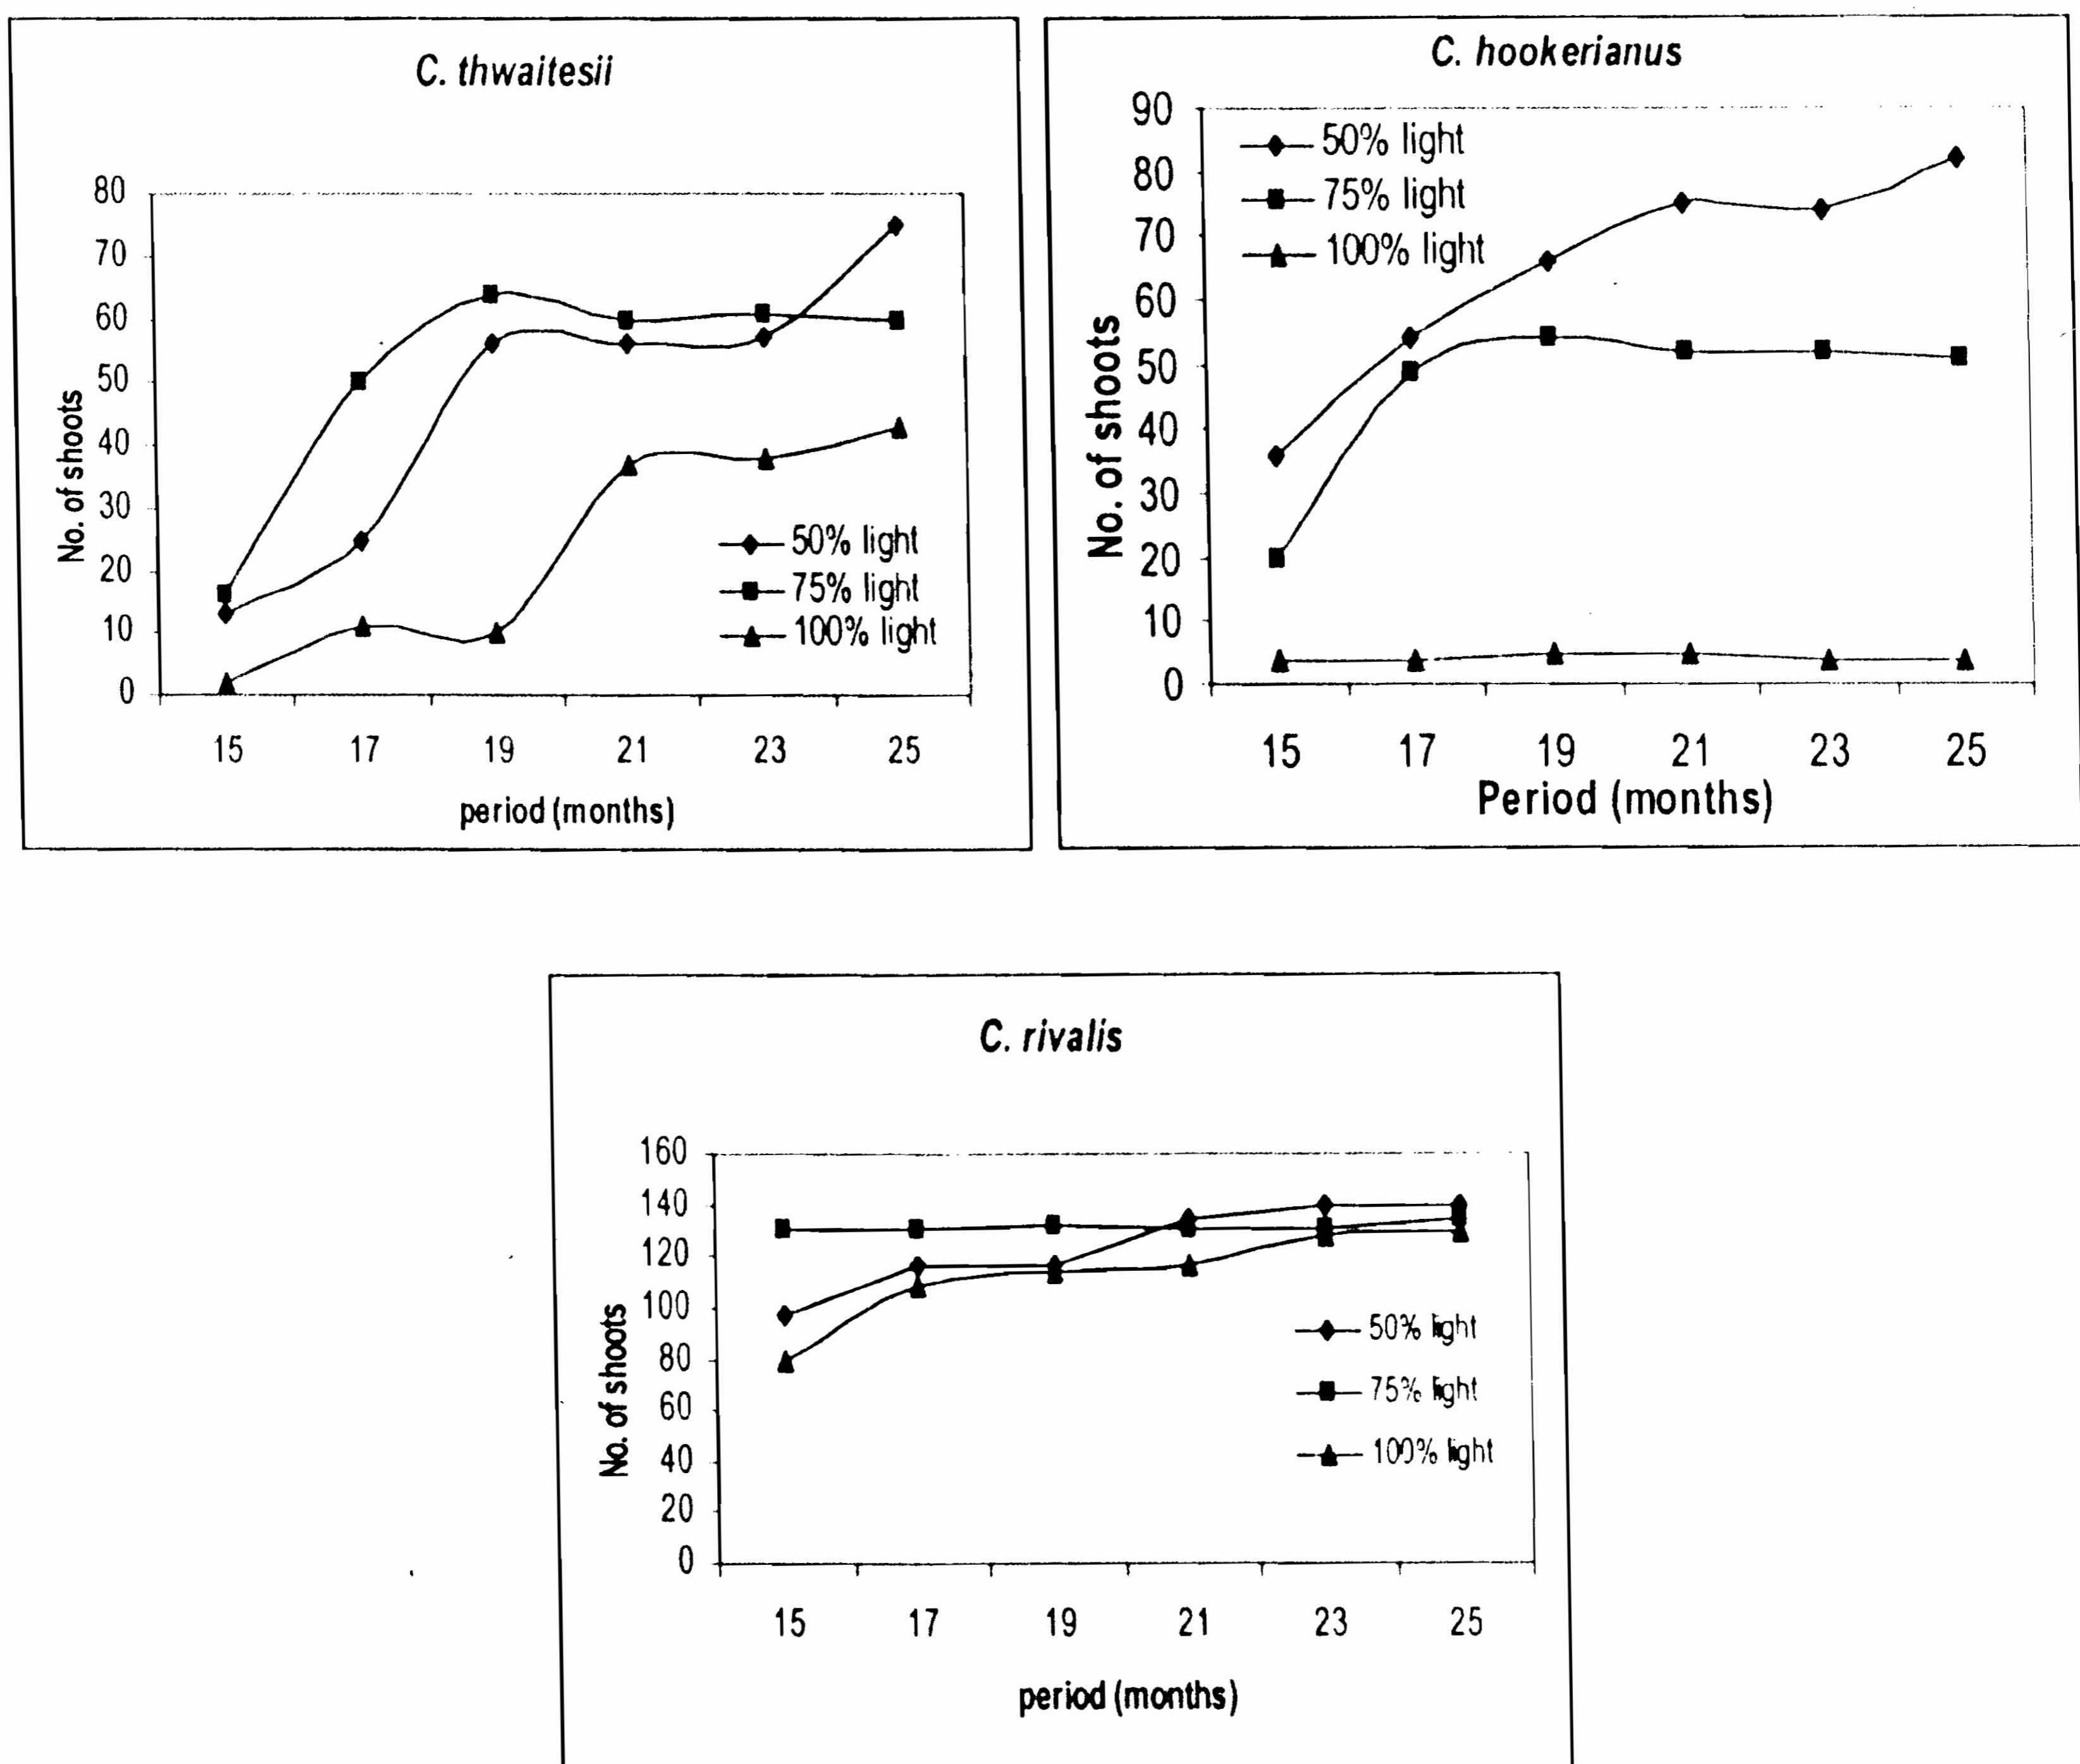 C. thwaitesii
80
70
60
50
40
30
20
10
0
No. of shoots
50% light
75% light
100% light
15 17 19 21 23 25
period (months)
C. hookerianus
90
80
70
60
50
40
30
20
10
0
No. of shoots
50% light
75% light
100% light
15 17 19 21 23 25
Period (months)
C. rivalis
160
140
120
100
80
60
40
20
0
No. of shoots
50% light
75% light
100% light
15 17 19 21 23 25
period (months)